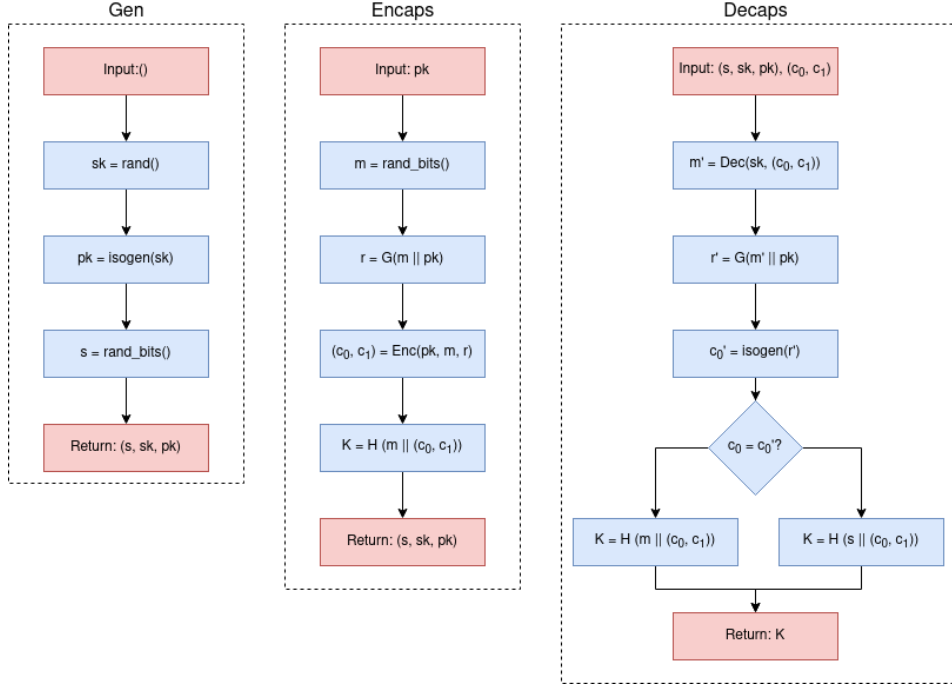 Gen
Input:()
sk = rand()
pk = isogen(sk)
s = rand_bits()
Return: (s, sk, pk)
Encaps
Input: pk
m = rand_bits()
r = G(m || pk)
(c₀, c₁) = Enc(pk, m, r)
K = H (m || (c₀, c₁))
Return: (s, sk, pk)
Decaps
Input: (s, sk, pk), (c₀, c₁)
m' = Dec(sk, (c₀, c₁))
r' = G(m' || pk)
c₀' = isogen(r')
c₀ = c₀'?
K = H (m || (c₀, c₁))
K = H (s || (c₀, c₁))
Return: K